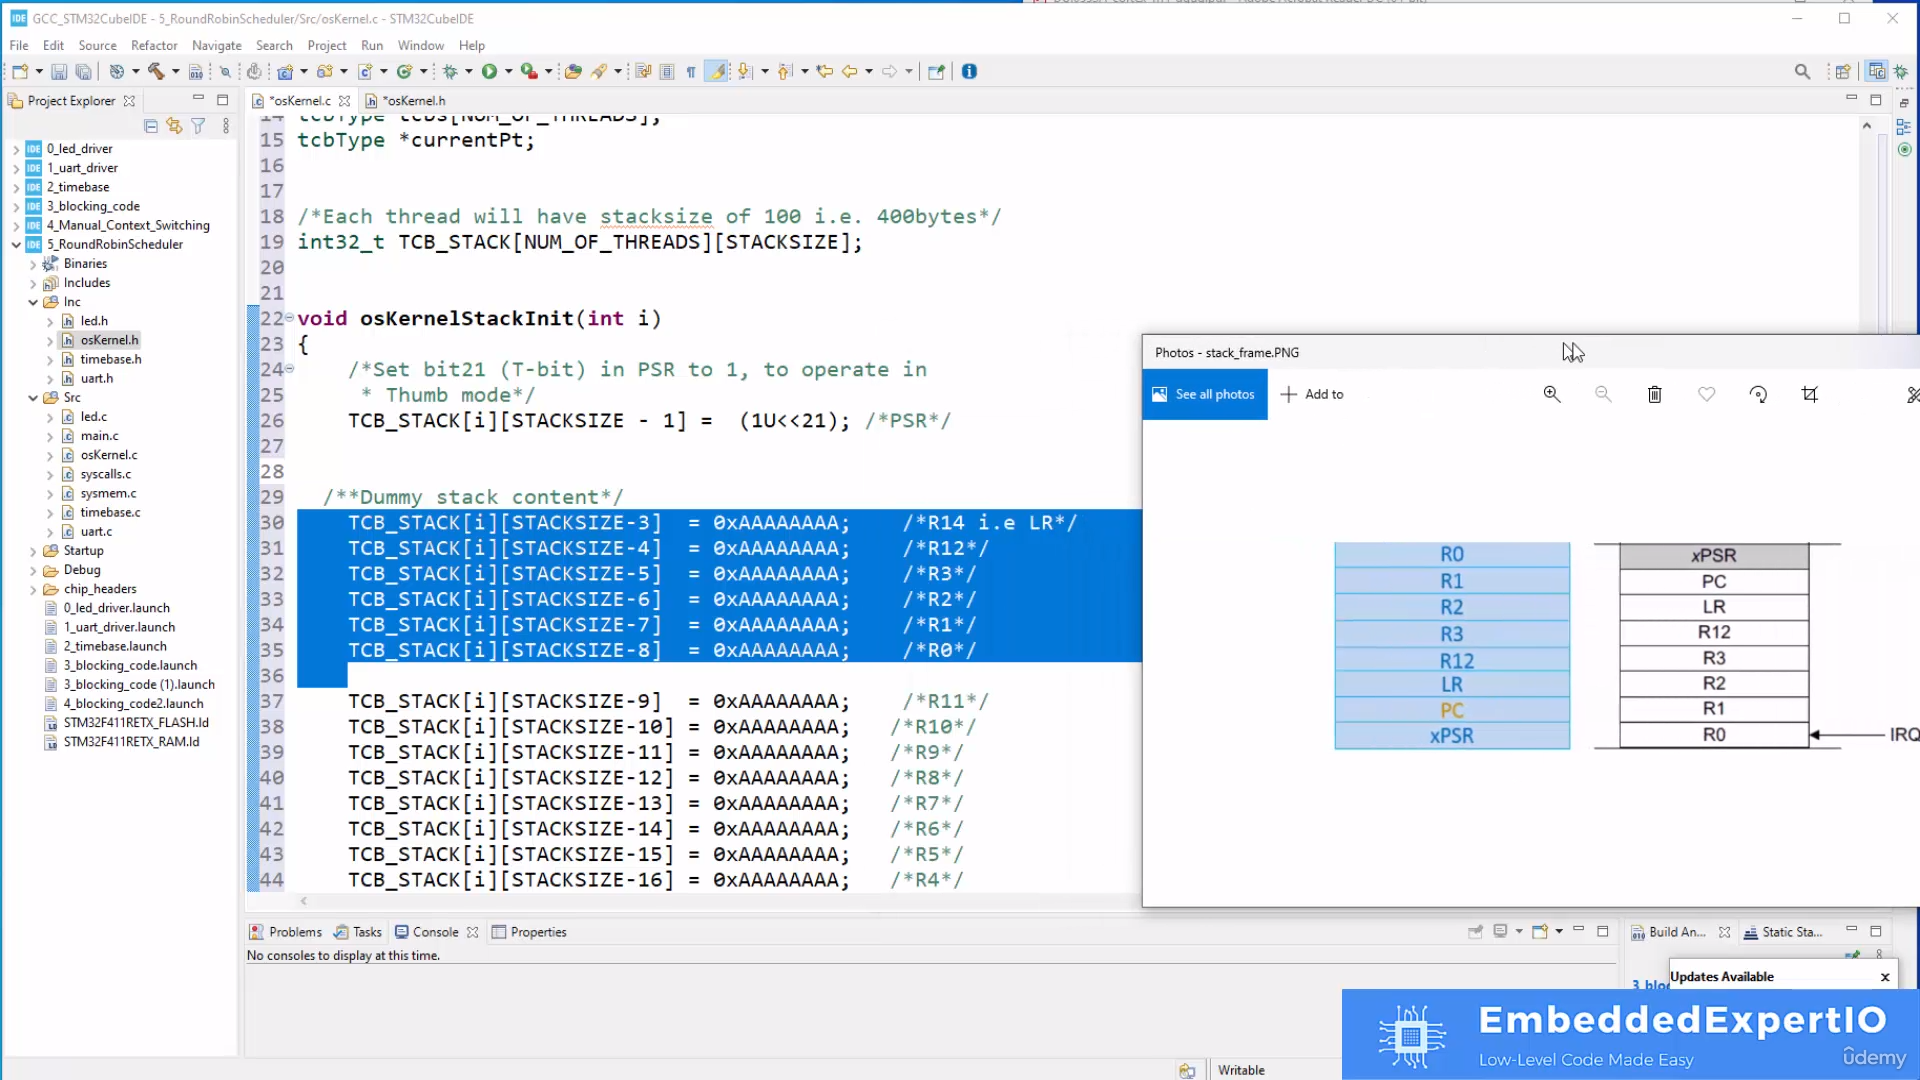 GCC_STM32CubeIDE - 5_RoundRobinScheduler/Src/osKernel.c - STM32CubeIDE
File Edit Source Refactor Navigate Search Project Run Window Help
Project Explorer
*osKernel.c
*osKernel.h
0_led_driver
1_uart_driver
2_timebase
3_blocking_code
4_Manual_Context_Switching
5_RoundRobinScheduler
Binaries
Includes
Inc
led.h
osKernel.h
timebase.h
uart.h
Src
led.c
main.c
osKernel.c
syscalls.c
sysmem.c
timebase.c
uart.c
Startup
Debug
chip_headers
0_led_driver.launch
1_uart_driver.launch
2_timebase.launch
3_blocking_code.launch
3_blocking_code (1).launch
4_blocking_code2.launch
STM32F411RETX_FLASH.ld
STM32F411RETX_RAM.ld
14 tcbType tcbs[NUM_OF_THREADS];
15 tcbType *currentPt;
16
17
18 /*Each thread will have stacksize of 100 i.e. 400bytes*/
19 int32_t TCB_STACK[NUM_OF_THREADS][STACKSIZE];
20
21
22 void osKernelStackInit(int i)
23 {
24 /*Set bit21 (T-bit) in PSR to 1, to operate in
25 * Thumb mode*/
26 TCB_STACK[i][STACKSIZE - 1] = (1U<<21); /*PSR*/
27
28
29 /**Dummy stack content*/
30 TCB_STACK[i][STACKSIZE-3] = 0xAAAAAAAA; /*R14 i.e LR*/
31 TCB_STACK[i][STACKSIZE-4] = 0xAAAAAAAA; /*R12*/
32 TCB_STACK[i][STACKSIZE-5] = 0xAAAAAAAA; /*R3*/
33 TCB_STACK[i][STACKSIZE-6] = 0xAAAAAAAA; /*R2*/
34 TCB_STACK[i][STACKSIZE-7] = 0xAAAAAAAA; /*R1*/
35 TCB_STACK[i][STACKSIZE-8] = 0xAAAAAAAA; /*R0*/
36
37 TCB_STACK[i][STACKSIZE-9] = 0xAAAAAAAA; /*R11*/
38 TCB_STACK[i][STACKSIZE-10] = 0xAAAAAAAA; /*R10*/
39 TCB_STACK[i][STACKSIZE-11] = 0xAAAAAAAA; /*R9*/
40 TCB_STACK[i][STACKSIZE-12] = 0xAAAAAAAA; /*R8*/
41 TCB_STACK[i][STACKSIZE-13] = 0xAAAAAAAA; /*R7*/
42 TCB_STACK[i][STACKSIZE-14] = 0xAAAAAAAA; /*R6*/
43 TCB_STACK[i][STACKSIZE-15] = 0xAAAAAAAA; /*R5*/
44 TCB_STACK[i][STACKSIZE-16] = 0xAAAAAAAA; /*R4*/
Photos - stack_frame.PNG
See all photos
Add to
R0
R1
R2
R3
R12
LR
PC
xPSR
xPSR
PC
LR
R12
R3
R2
R1
R0
IRQ
Problems Tasks Console Properties
No consoles to display at this time.
Build An... Static Sta...
Updates Available
Writable
EmbeddedExpertIO
Low-Level Code Made Easy
ûdemy